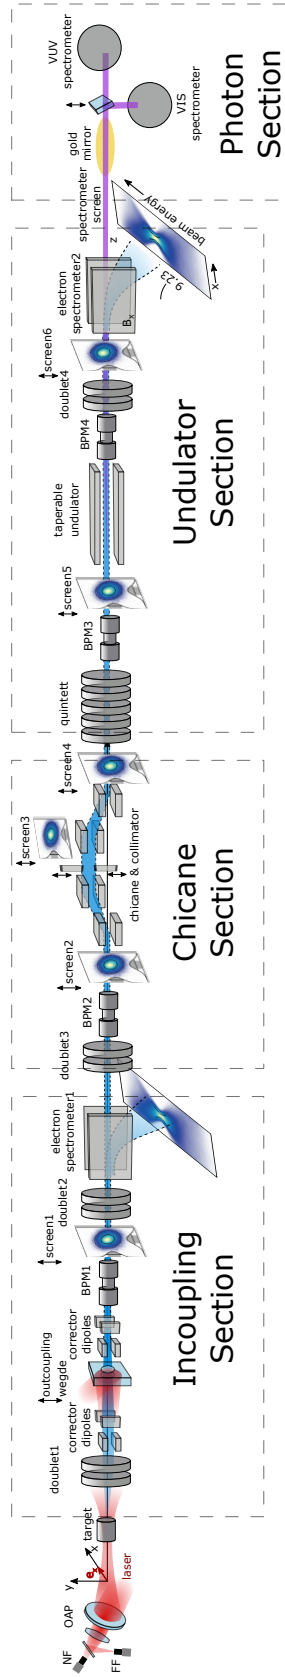 NF
FF
OAP
laser
y
x
e
x
target
doublet1
corrector
dipoles
outcoupling
wegde
corrector
dipoles
BPM1
screen1
doublet2
electron
spectrometer1
Incoupling
Section
doublet3
BPM2
screen2
chicane & collimator
screen3
screen4
Chicane
Section
quintett
BPM3
screen5
taperable
undulator
BPM4
doublet4
screen6
electron
spectrometer2
B
x
z
spectrometer
screen
9.23
x
beam energy
Undulator
Section
gold
mirror
VIS
spectrometer
VUV
spectrometer
Photon
Section